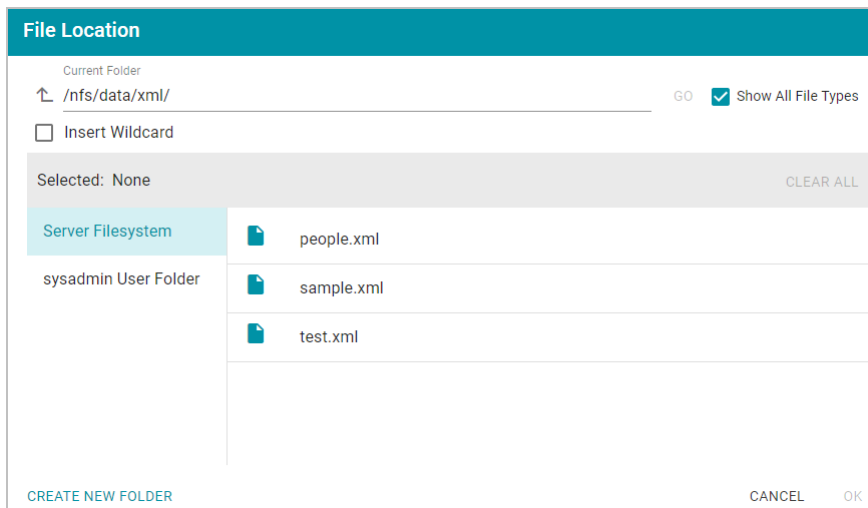 File Location
Current Folder
/nfs/data/xml/
GO
Show All File Types
Insert Wildcard
Selected: None
CLEAR ALL
Server Filesystem
sysadmin User Folder
people.xml
sample.xml
test.xml
CREATE NEW FOLDER
CANCEL
OK